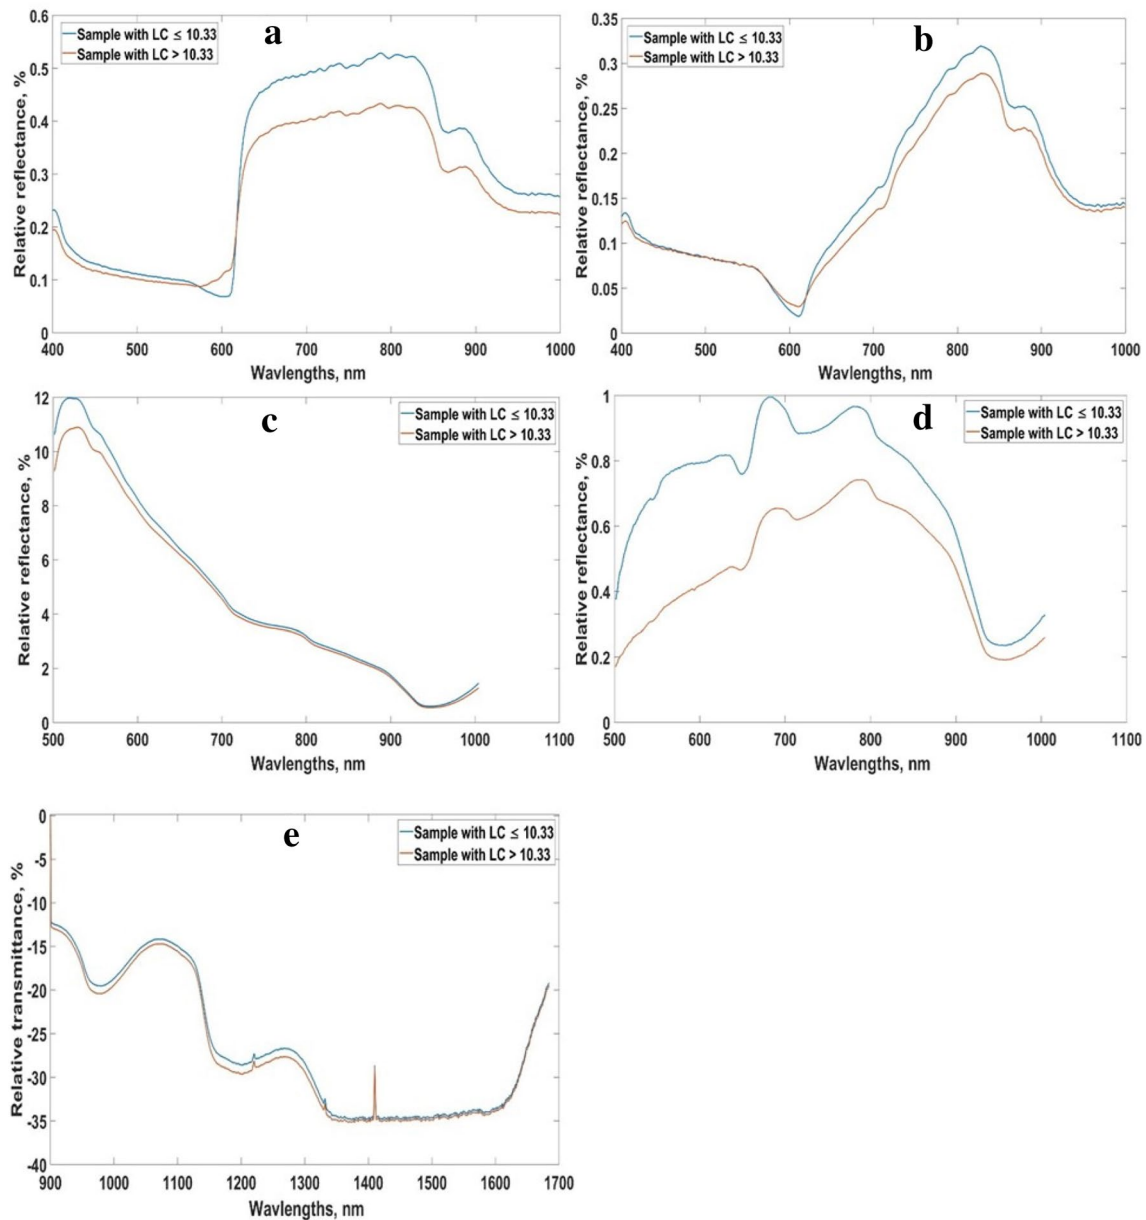 a
Sample with LC ≤ 10.33
Sample with LC > 10.33
Relative reflectance, %
0.6
0.5
0.4
0.3
0.2
0.1
0
400 500 600 700 800 900 1000
Wavlengths, nm
b
Sample with LC ≤ 10.33
Sample with LC > 10.33
Relative reflectance, %
0.35
0.3
0.25
0.2
0.15
0.1
0.05
0
400 500 600 700 800 900 1000
Wavlengths, nm
c
Sample with LC ≤ 10.33
Sample with LC > 10.33
Relative reflectance, %
12
10
8
6
4
2
0
500 600 700 800 900 1000 1100
Wavlengths, nm
d
Sample with LC ≤ 10.33
Sample with LC > 10.33
Relative reflectance, %
1
0.8
0.6
0.4
0.2
0
500 600 700 800 900 1000 1100
Wavlengths, nm
e
Sample with LC ≤ 10.33
Sample with LC > 10.33
Relative transmittance, %
0
-5
-10
-15
-20
-25
-30
-35
-40
900 1000 1100 1200 1300 1400 1500 1600 1700
Wavlengths, nm